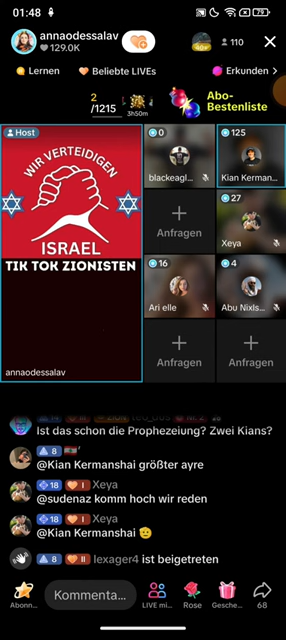 01:48
79
annaodessalav
129.0K
110
Lernen
Beliebte LIVEs
Erkunden
2
/1215
3h50m
Abo-
Bestenliste
Host
WIR VERTEIDIGEN
ISRAEL
TIK TOK ZIONISTEN
annaodessalav
0
blackeagl...
125
Kian Kerman...
Anfragen
27
Xeya
16
Ari elle
4
Abu Nixls...
Anfragen
Anfragen
Ist das schon die Prophezeiung? Zwei Kians?
8
@Kian Kermanshai größter ayre
18 I Xeya
@sudenaz komm hoch wir reden
18 I Xeya
@Kian Kermanshai 🫡
8 II lexager4 ist beigetreten
Abonn...
Kommenta...
LIVE mi...
Rose
Gesche...
68